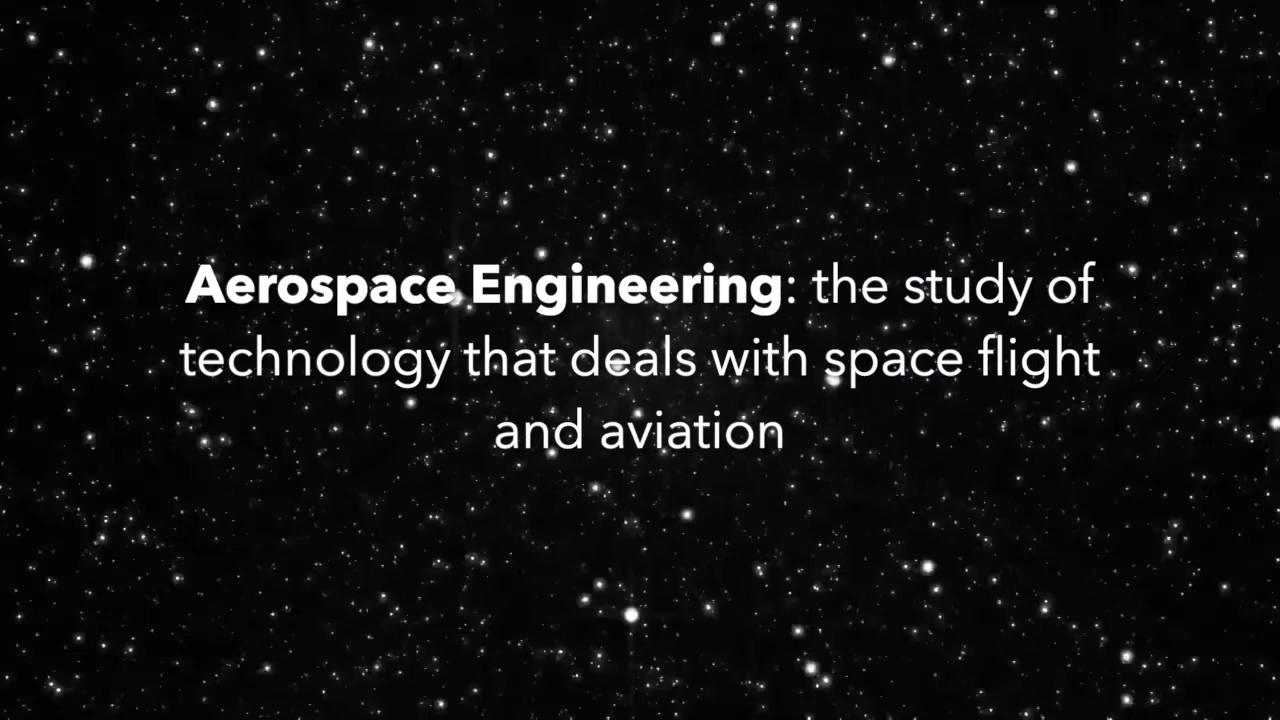 Aerospace Engineering: the study of
technology that deals with space flight
and aviation